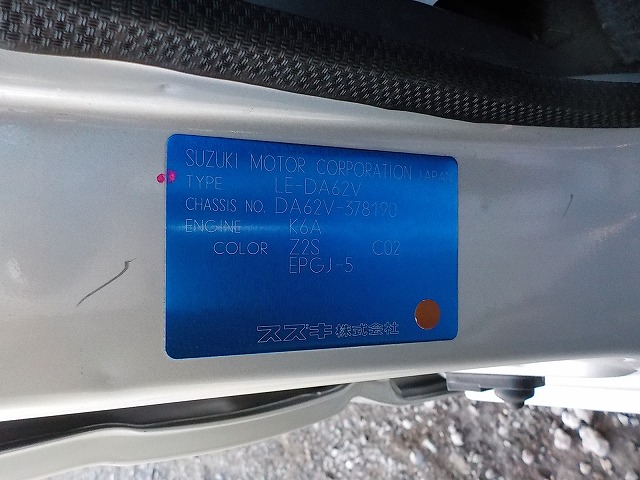 SUZUKI MOTOR CORPORATION JAPAN
TYPE LE-DA62V
CHASSIS NO. DA62V-378190
ENGINE K6A
COLOR Z2S C02
EPGJ-5
スズキ株式会社